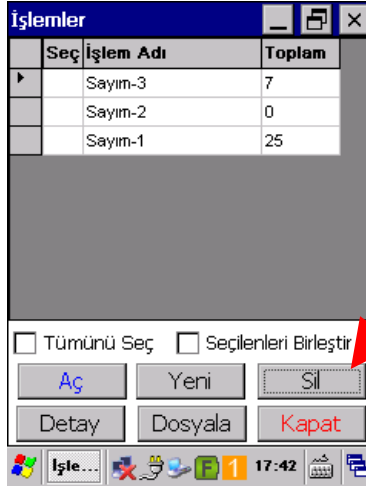 İşlemler
Seç İşlem Adı Toplam
Sayım-3 7
Sayım-2 0
Sayım-1 25
Tümünü Seç Seçilenleri Birleştir
Aç Yeni Sil
Detay Dosyala Kapat
İşle... F 1 17:42